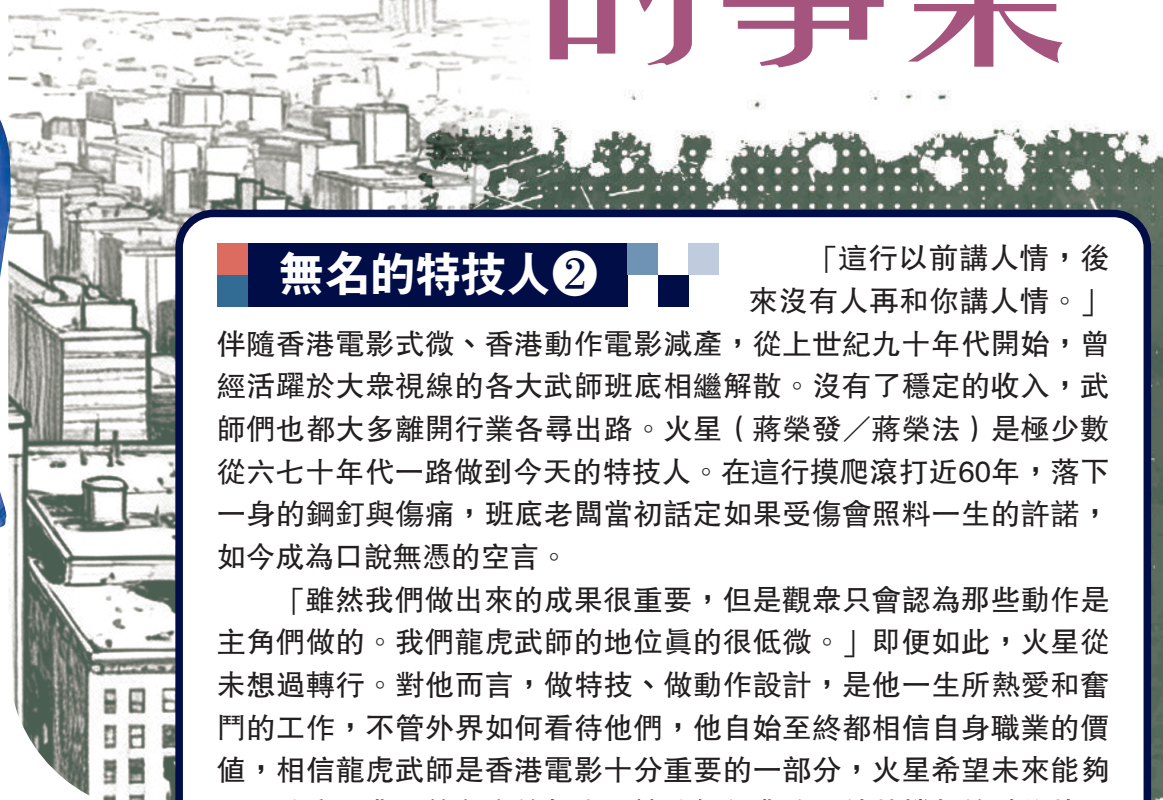 的事業
無名的特技人❷
「這行以前講人情，後
來沒有人再和你講人情。」
伴隨香港電影式微、香港動作電影減產，從上世紀九十年代開始，曾
經活躍於大眾視線的各大武師班底相繼解散。沒有了穩定的收入，武
師們也都大多離開行業各尋出路。火星（蔣榮發／蔣榮法）是極少數
從六七十年代一路做到今天的特技人。在這行摸爬滾打近60年，落下
一身的鋼釘與傷痛，班底老闆當初話定如果受傷會照料一生的許諾，
如今成為口說無憑的空言。
「雖然我們做出來的成果很重要，但是觀眾只會認為那些動作是
主角們做的。我們龍虎武師的地位真的很低微。」即便如此，火星從
未想過轉行。對他而言，做特技、做動作設計，是他一生所熱愛和奮
鬥的工作，不管外界如何看待他們，他自始至終都相信自身職業的價
值，相信龍虎武師是香港電影十分重要的一部分，火星希望未來能夠